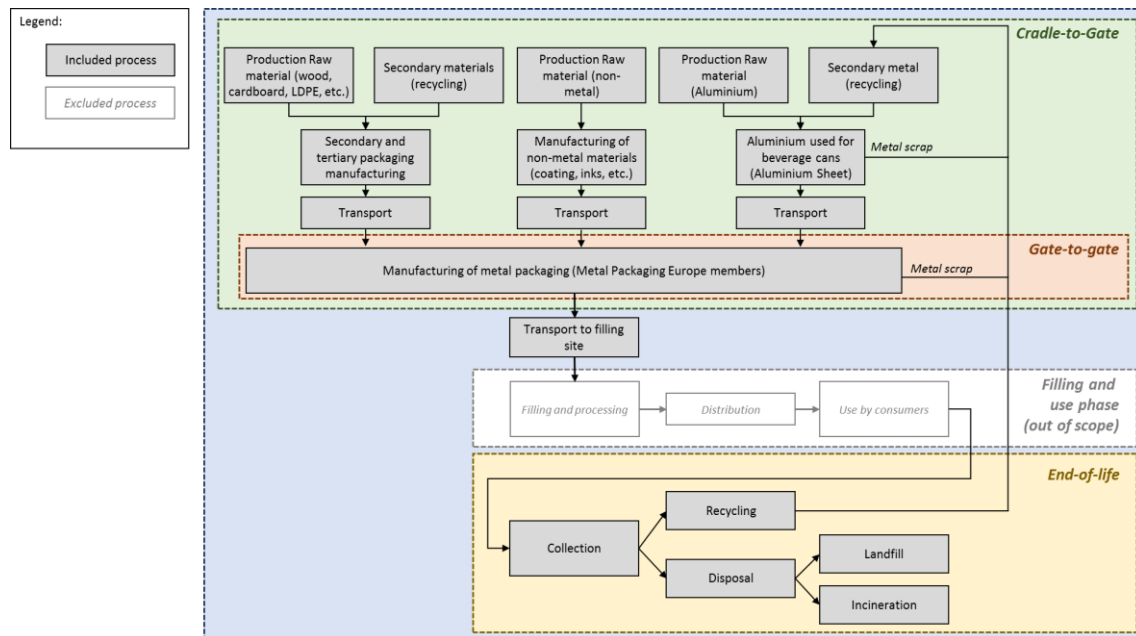 Legend:
Included process
Excluded process
Cradle-to-Gate
Production Raw
material (wood,
cardboard, LDPE, etc.)
Secondary materials
(recycling)
Production Raw
material (non-
metal)
Production Raw
material
(Aluminium)
Secondary metal
(recycling)
Secondary and
tertiary packaging
manufacturing
Manufacturing of
non-metal materials
(coating, inks, etc.)
Aluminium used for
beverage cans
(Aluminium Sheet)
Metal scrap
Transport
Transport
Transport
Gate-to-gate
Manufacturing of metal packaging (Metal Packaging Europe members)
Metal scrap
Transport to filling
site
Filling and
use phase
(out of scope)
Filling and processing
Distribution
Use by consumers
End-of-life
Collection
Recycling
Disposal
Landfill
Incineration